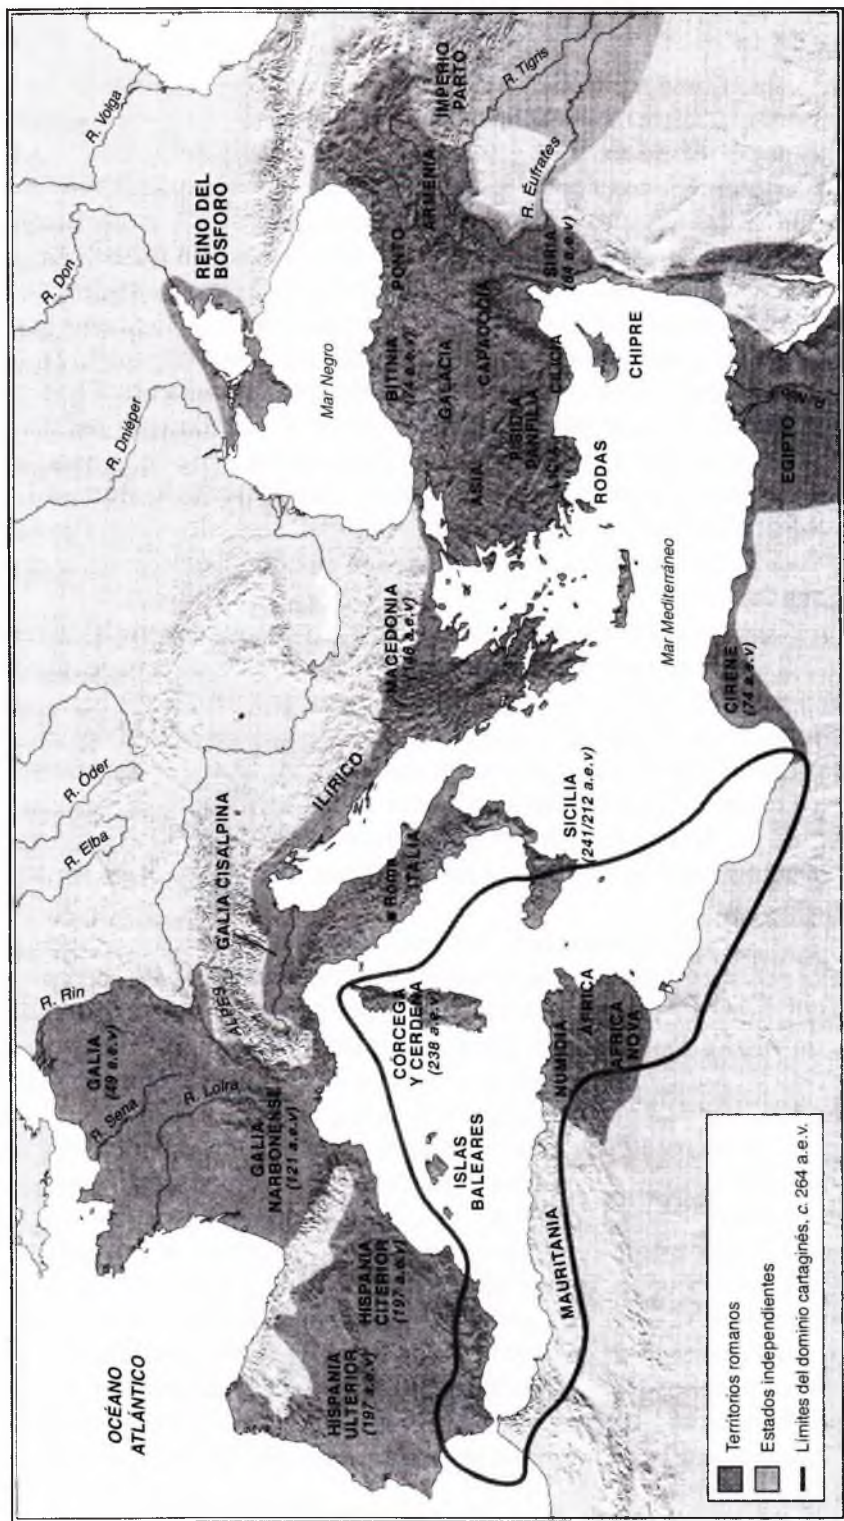 OCÉANO
ATLÁNTICO
R. Rin
R. Elba
R. Óder
R. Dniéper
R. Don
R. Volga
GALIA
(49 a.e.v)
R. Sena
R. Loira
GALIA
NARBONENSE
(121 a.e.v)
ALPES
GALIA CISALPINA
ILÍRICO
REINO DEL
BÓSFORO
Mar Negro
HISPANIA
ULTERIOR
(197 a.e.v)
HISPANIA
CITERIOR
(197 a.e.v)
Roma
ITALIA
MACEDONIA
(148 a.e.v)
BITINIA
(74 a.e.v)
PONTO
ARMENIA
IMPERIO
PARTO
R. Tigris
R. Éufrates
GALACIA
CAPADOCIA
ASIA
PISIDIA
PANFILIA
LICIA
CILICIA
SIRIA
(64 a.e.v)
ISLAS
BALEARES
CÓRCEGA
Y CERDEÑA
(238 a.e.v)
SICILIA
(241/212 a.e.v)
RODAS
CHIPRE
Mar Mediterráneo
MAURITANIA
NUMIDIA
ÁFRICA
ÁFRICA
NOVA
CIRENE
(74 a.e.v)
EGIPTO
Territorios romanos
Estados independientes
Límites del dominio cartaginés, c. 264 a.e.v.